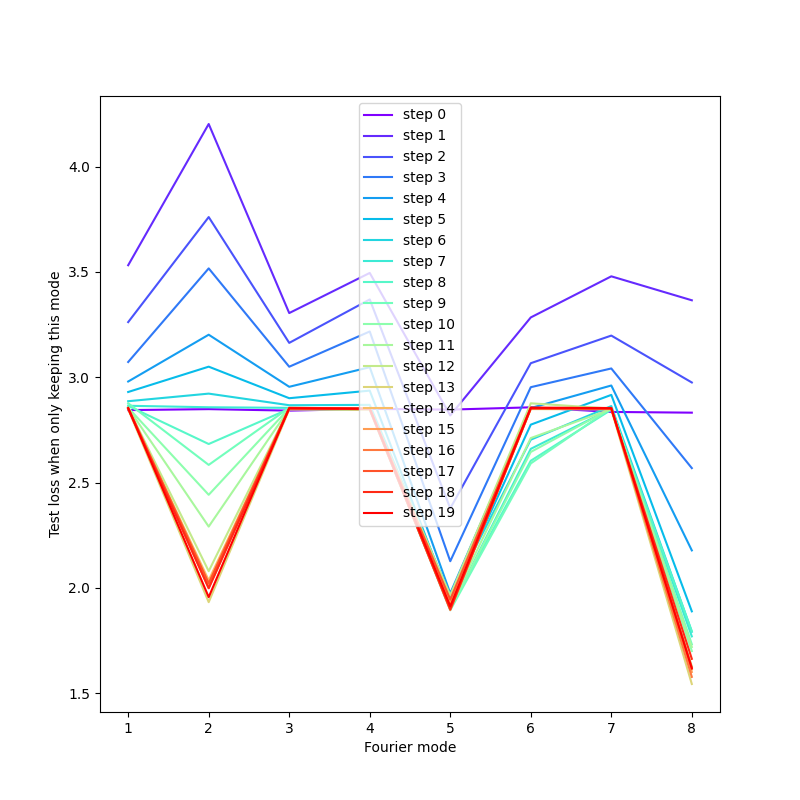 4.0
3.5
3.0
2.5
2.0
1.5
Test loss when only keeping this mode
step 0
step 1
step 2
step 3
step 4
step 5
step 6
step 7
step 8
step 9
step 10
step 11
step 12
step 13
step 14
step 15
step 16
step 17
step 18
step 19
1 2 3 4 5 6 7 8
Fourier mode